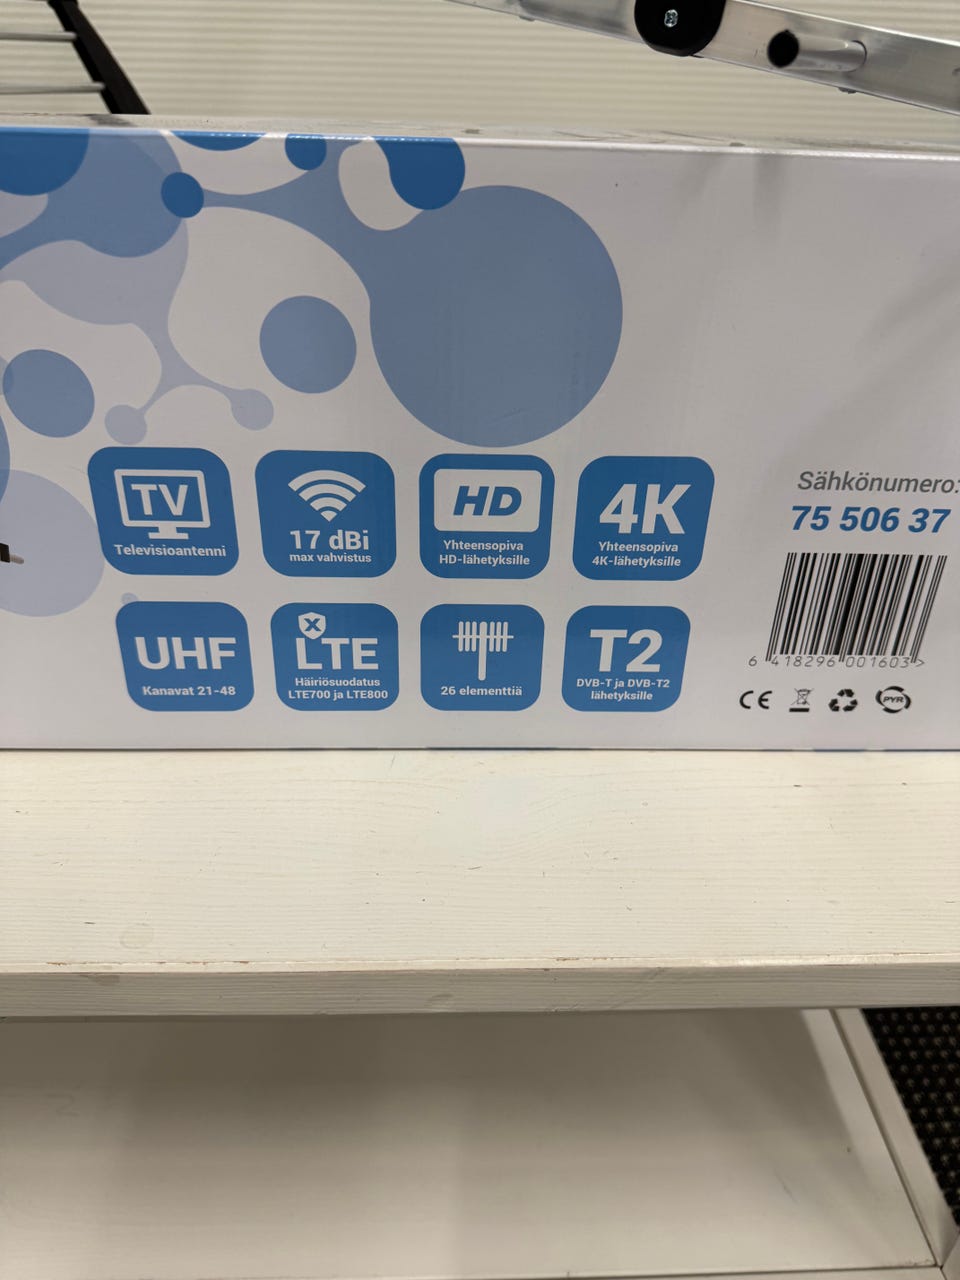 TV
Televisioantenni
17 dBi
max vahvistus
HD
Yhteensopiva
HD-lähetyksille
4K
Yhteensopiva
4K-lähetyksille
Sähkönumero:
75 506 37
UHF
Kanavat 21-48
X
LTE
Häiriösuodatus
LTE700 ja LTE800
26 elementtiä
T2
DVB-T ja DVB-T2
lähetyksille
6 418296 001603 >
CE
PYR